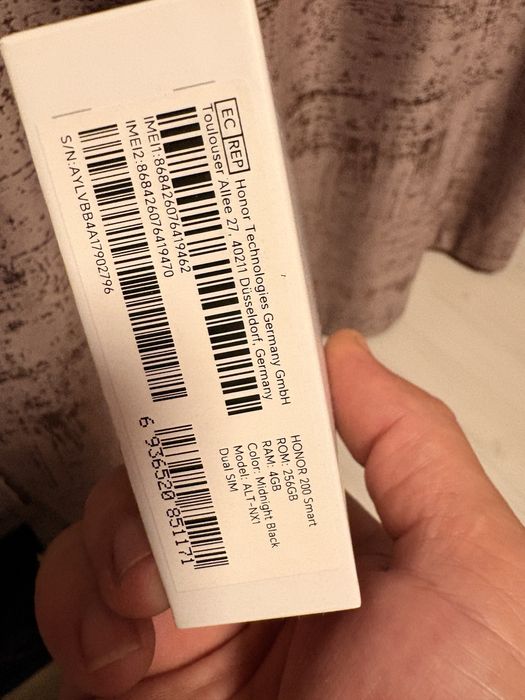 EC REP
Honor Technologies Germany GmbH
Toulouser Allee 27, 40211 Düsseldorf, Germany
IMEI1:868426076419462
IMEI2:868426076419470
S/N:AYLVBB4A17902796
HONOR 200 Smart
ROM: 256GB
RAM: 4GB
Color: Midnight Black
Model: ALT-NX1
Dual SIM
6 936520 851171